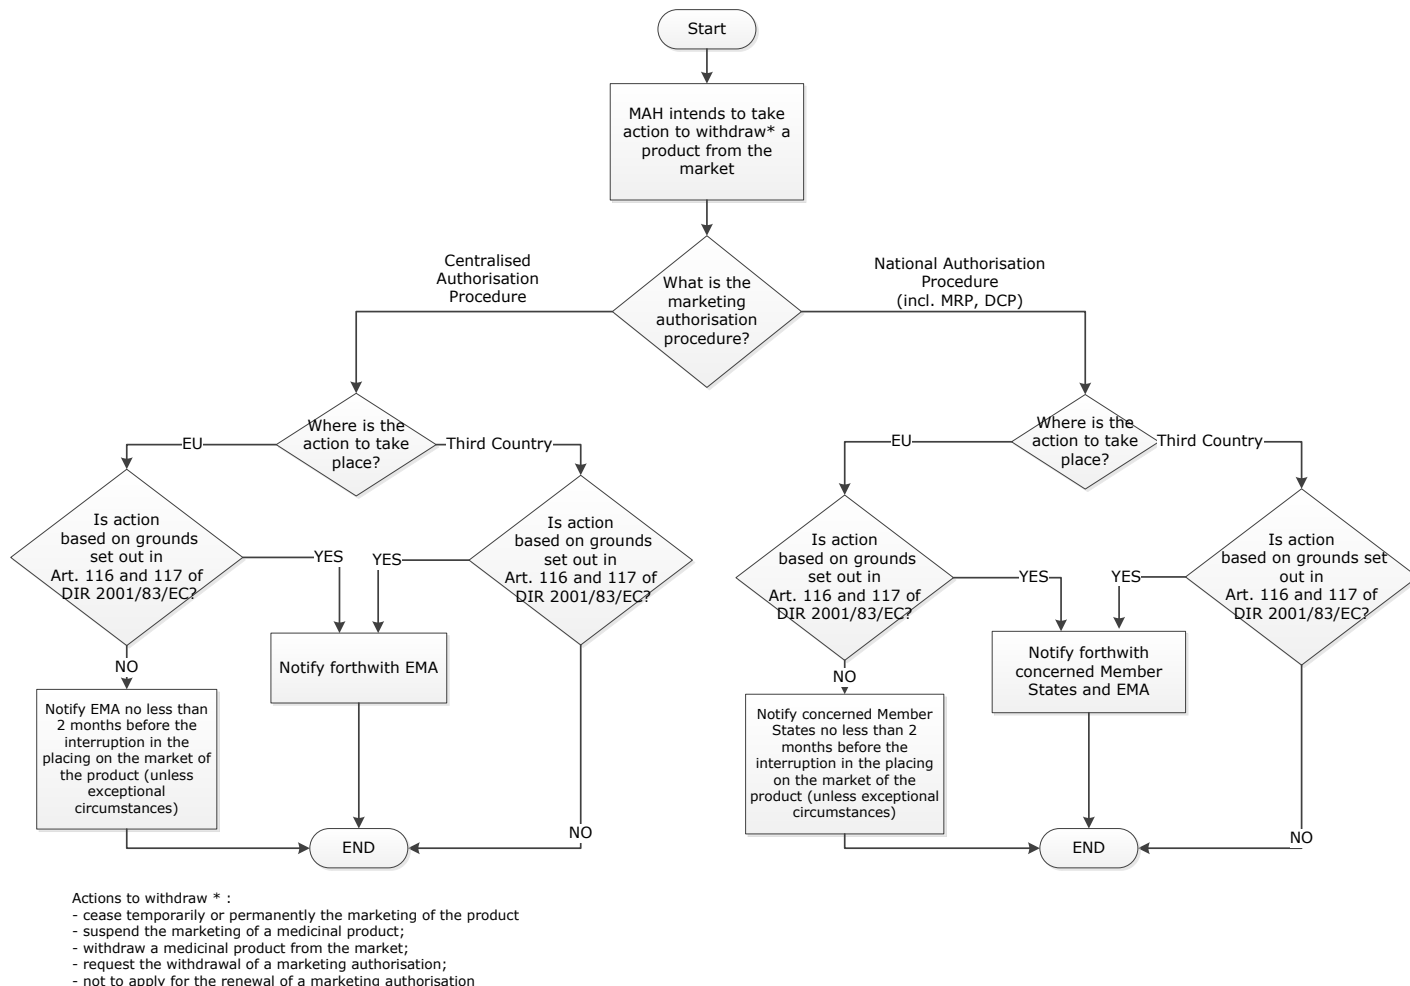 Start
MAH intends to take
action to withdraw* a
product from the
market
What is the
marketing
authorisation
procedure?
Centralised
Authorisation
Procedure
National Authorisation
Procedure
(incl. MRP, DCP)
Where is the
action to take
place?
EU
Third Country
Is action
based on grounds
set out in
Art. 116 and 117 of
DIR 2001/83/EC?
YES
Is action
based on grounds
set out in
Art. 116 and 117 of
DIR 2001/83/EC?
YES
Notify forthwith EMA
NO
Notify EMA no less than
2 months before the
interruption in the
placing on the market of
the product (unless
exceptional
circumstances)
NO
END
Where is the
action to take
place?
EU
Third Country
Is action
based on grounds
set out in
Art. 116 and 117 of
DIR 2001/83/EC?
YES
Is action
based on grounds set
out in
Art. 116 and 117 of
DIR 2001/83/EC?
YES
Notify forthwith
concerned Member
States and EMA
NO
Notify concerned Member
States no less than 2
months before the
interruption in the placing
on the market of the
product (unless exceptional
circumstances)
NO
END
Actions to withdraw * :
- cease temporarily or permanently the marketing of the product
- suspend the marketing of a medicinal product;
- withdraw a medicinal product from the market;
- request the withdrawal of a marketing authorisation;
- not to apply for the renewal of a marketing authorisation